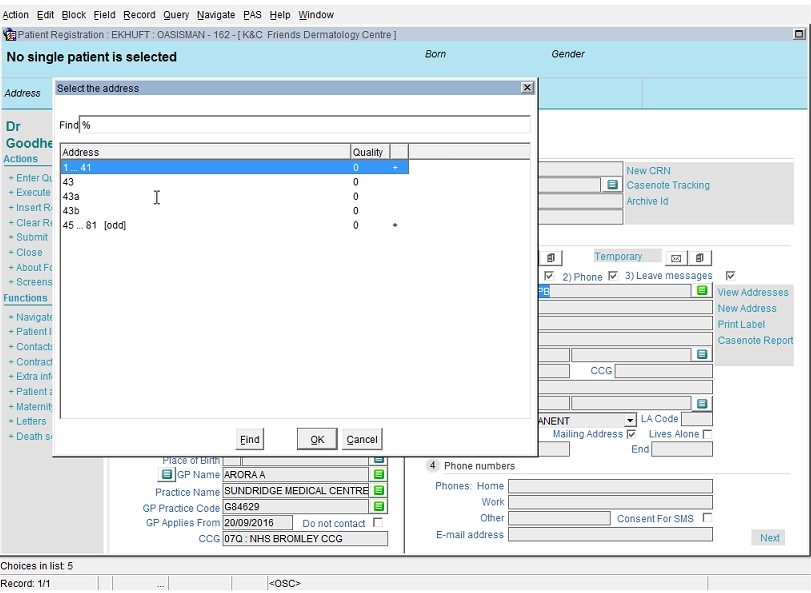 Action Edit Block Field Record Query Navigate PAS Help Window
Patient Registration : EKHUFT : OASISMAN - 162 - [ K&C Friends Dermatology Centre ]
No single patient is selected
Born
Gender
Address
Select the address
Find %
Address Quality
1 ... 41 0 +
43 0
43a 0
43b 0
45 ... 81 [odd] 0 +
Find OK Cancel
Dr
Goodhe
Actions
+ Enter Qu
+ Execute
+ Insert R
+ Clear Re
+ Submit
+ Close
+ About Fo
+ Screens
Functions
+ Navigate
+ Patient I
+ Contacts
+ Contract
+ Extra inf
+ Patient a
+ Maternity
+ Letters
+ Death s
New CRN
Casenote Tracking
Archive Id
Temporary
2) Phone 3) Leave messages
PB
View Addresses
New Address
Print Label
Casenote Report
CCG
ANENT LA Code
Mailing Address Lives Alone
End
Place of Birth
GP Name ARORA A
Practice Name SUNDRIDGE MEDICAL CENTRE
GP Practice Code G84629
GP Applies From 20/09/2016 Do not contact
CCG 07Q : NHS BROMLEY CCG
4 Phone numbers
Phones: Home
Work
Other Consent For SMS
E-mail address
Next
Choices in list: 5
Record: 1/1 ... <OSC>